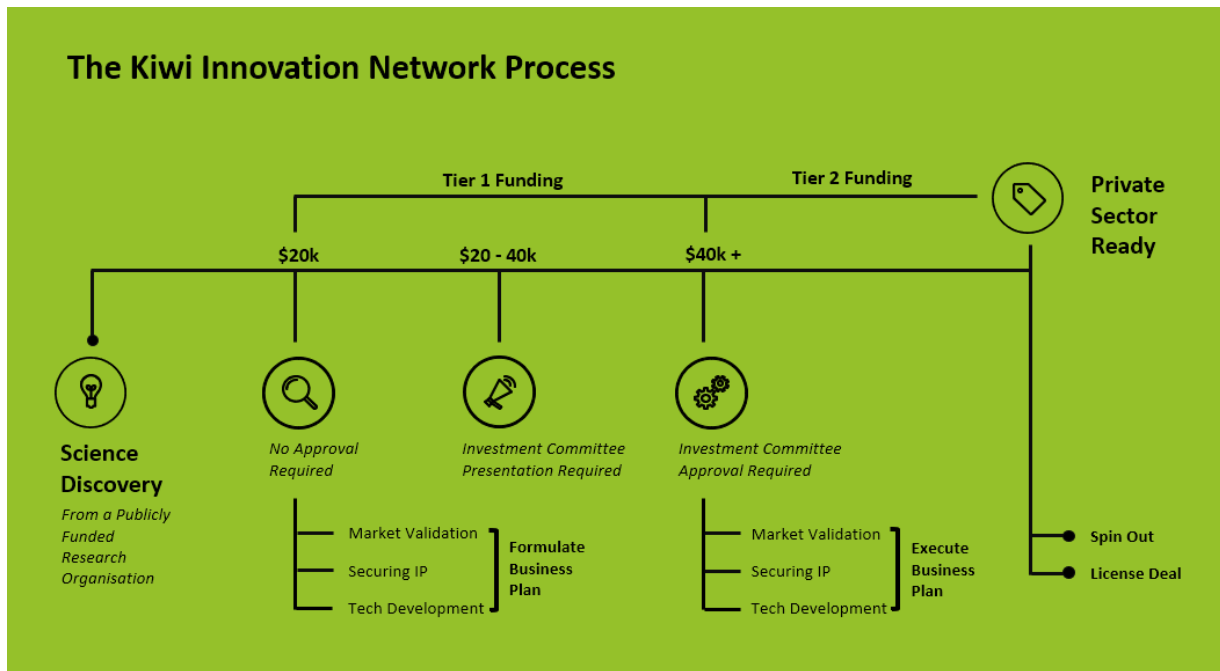 The Kiwi Innovation Network Process
Tier 1 Funding
Tier 2 Funding
Private
Sector
Ready
$20k
$20 - 40k
$40k +
Science
Discovery
From a Publicly
Funded
Research
Organisation
No Approval
Required
Investment Committee
Presentation Required
Investment Committee
Approval Required
Market Validation
Securing IP
Tech Development
Formulate
Business
Plan
Market Validation
Securing IP
Tech Development
Execute
Business
Plan
Spin Out
License Deal